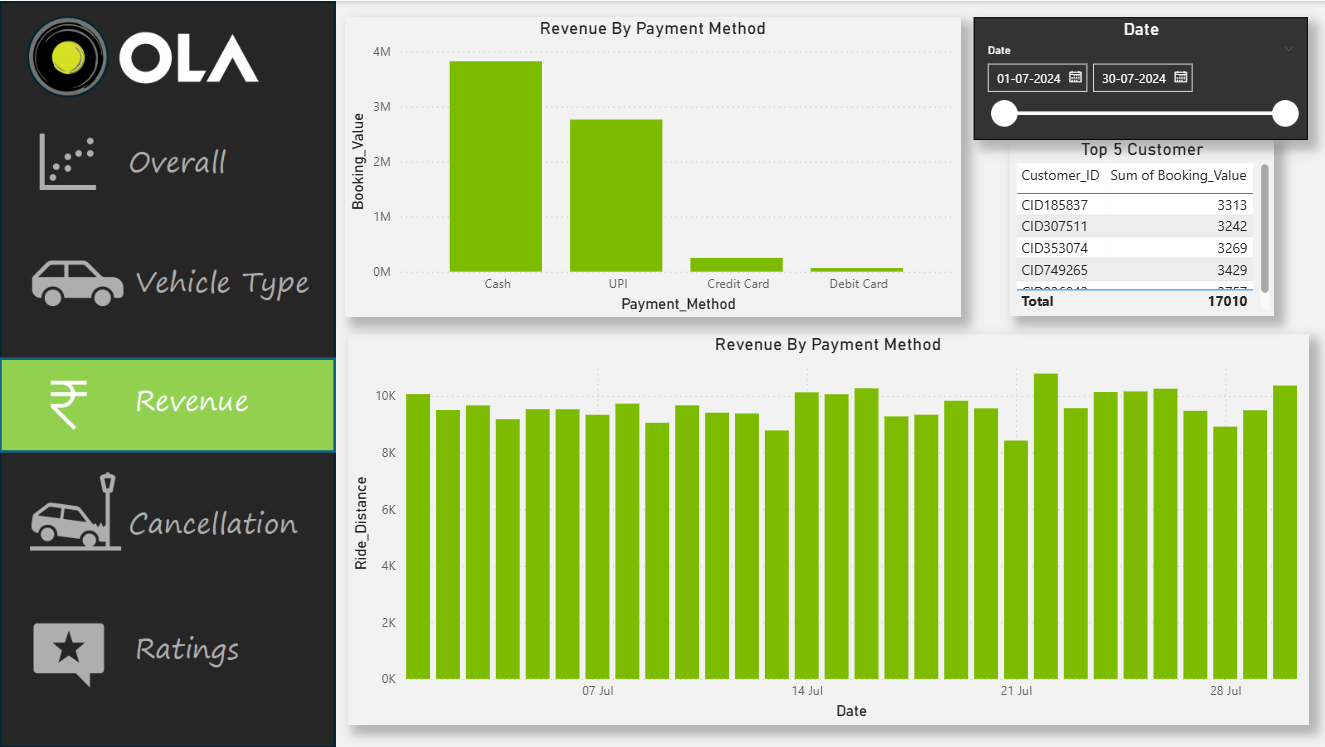 OLA
Overall
Vehicle Type
₹ Revenue
Cancellation
Ratings
Revenue By Payment Method
4M
3M
2M
1M
0M
Booking_Value
Cash UPI Credit Card Debit Card
Payment_Method
Date
Date
01-07-2024 30-07-2024
Top 5 Customer
Customer_ID Sum of Booking_Value
CID185837 3313
CID307511 3242
CID353074 3269
CID749265 3429
Total 17010
Revenue By Payment Method
10K
8K
6K
4K
2K
0K
Ride_Distance
07 Jul 14 Jul 21 Jul 28 Jul
Date